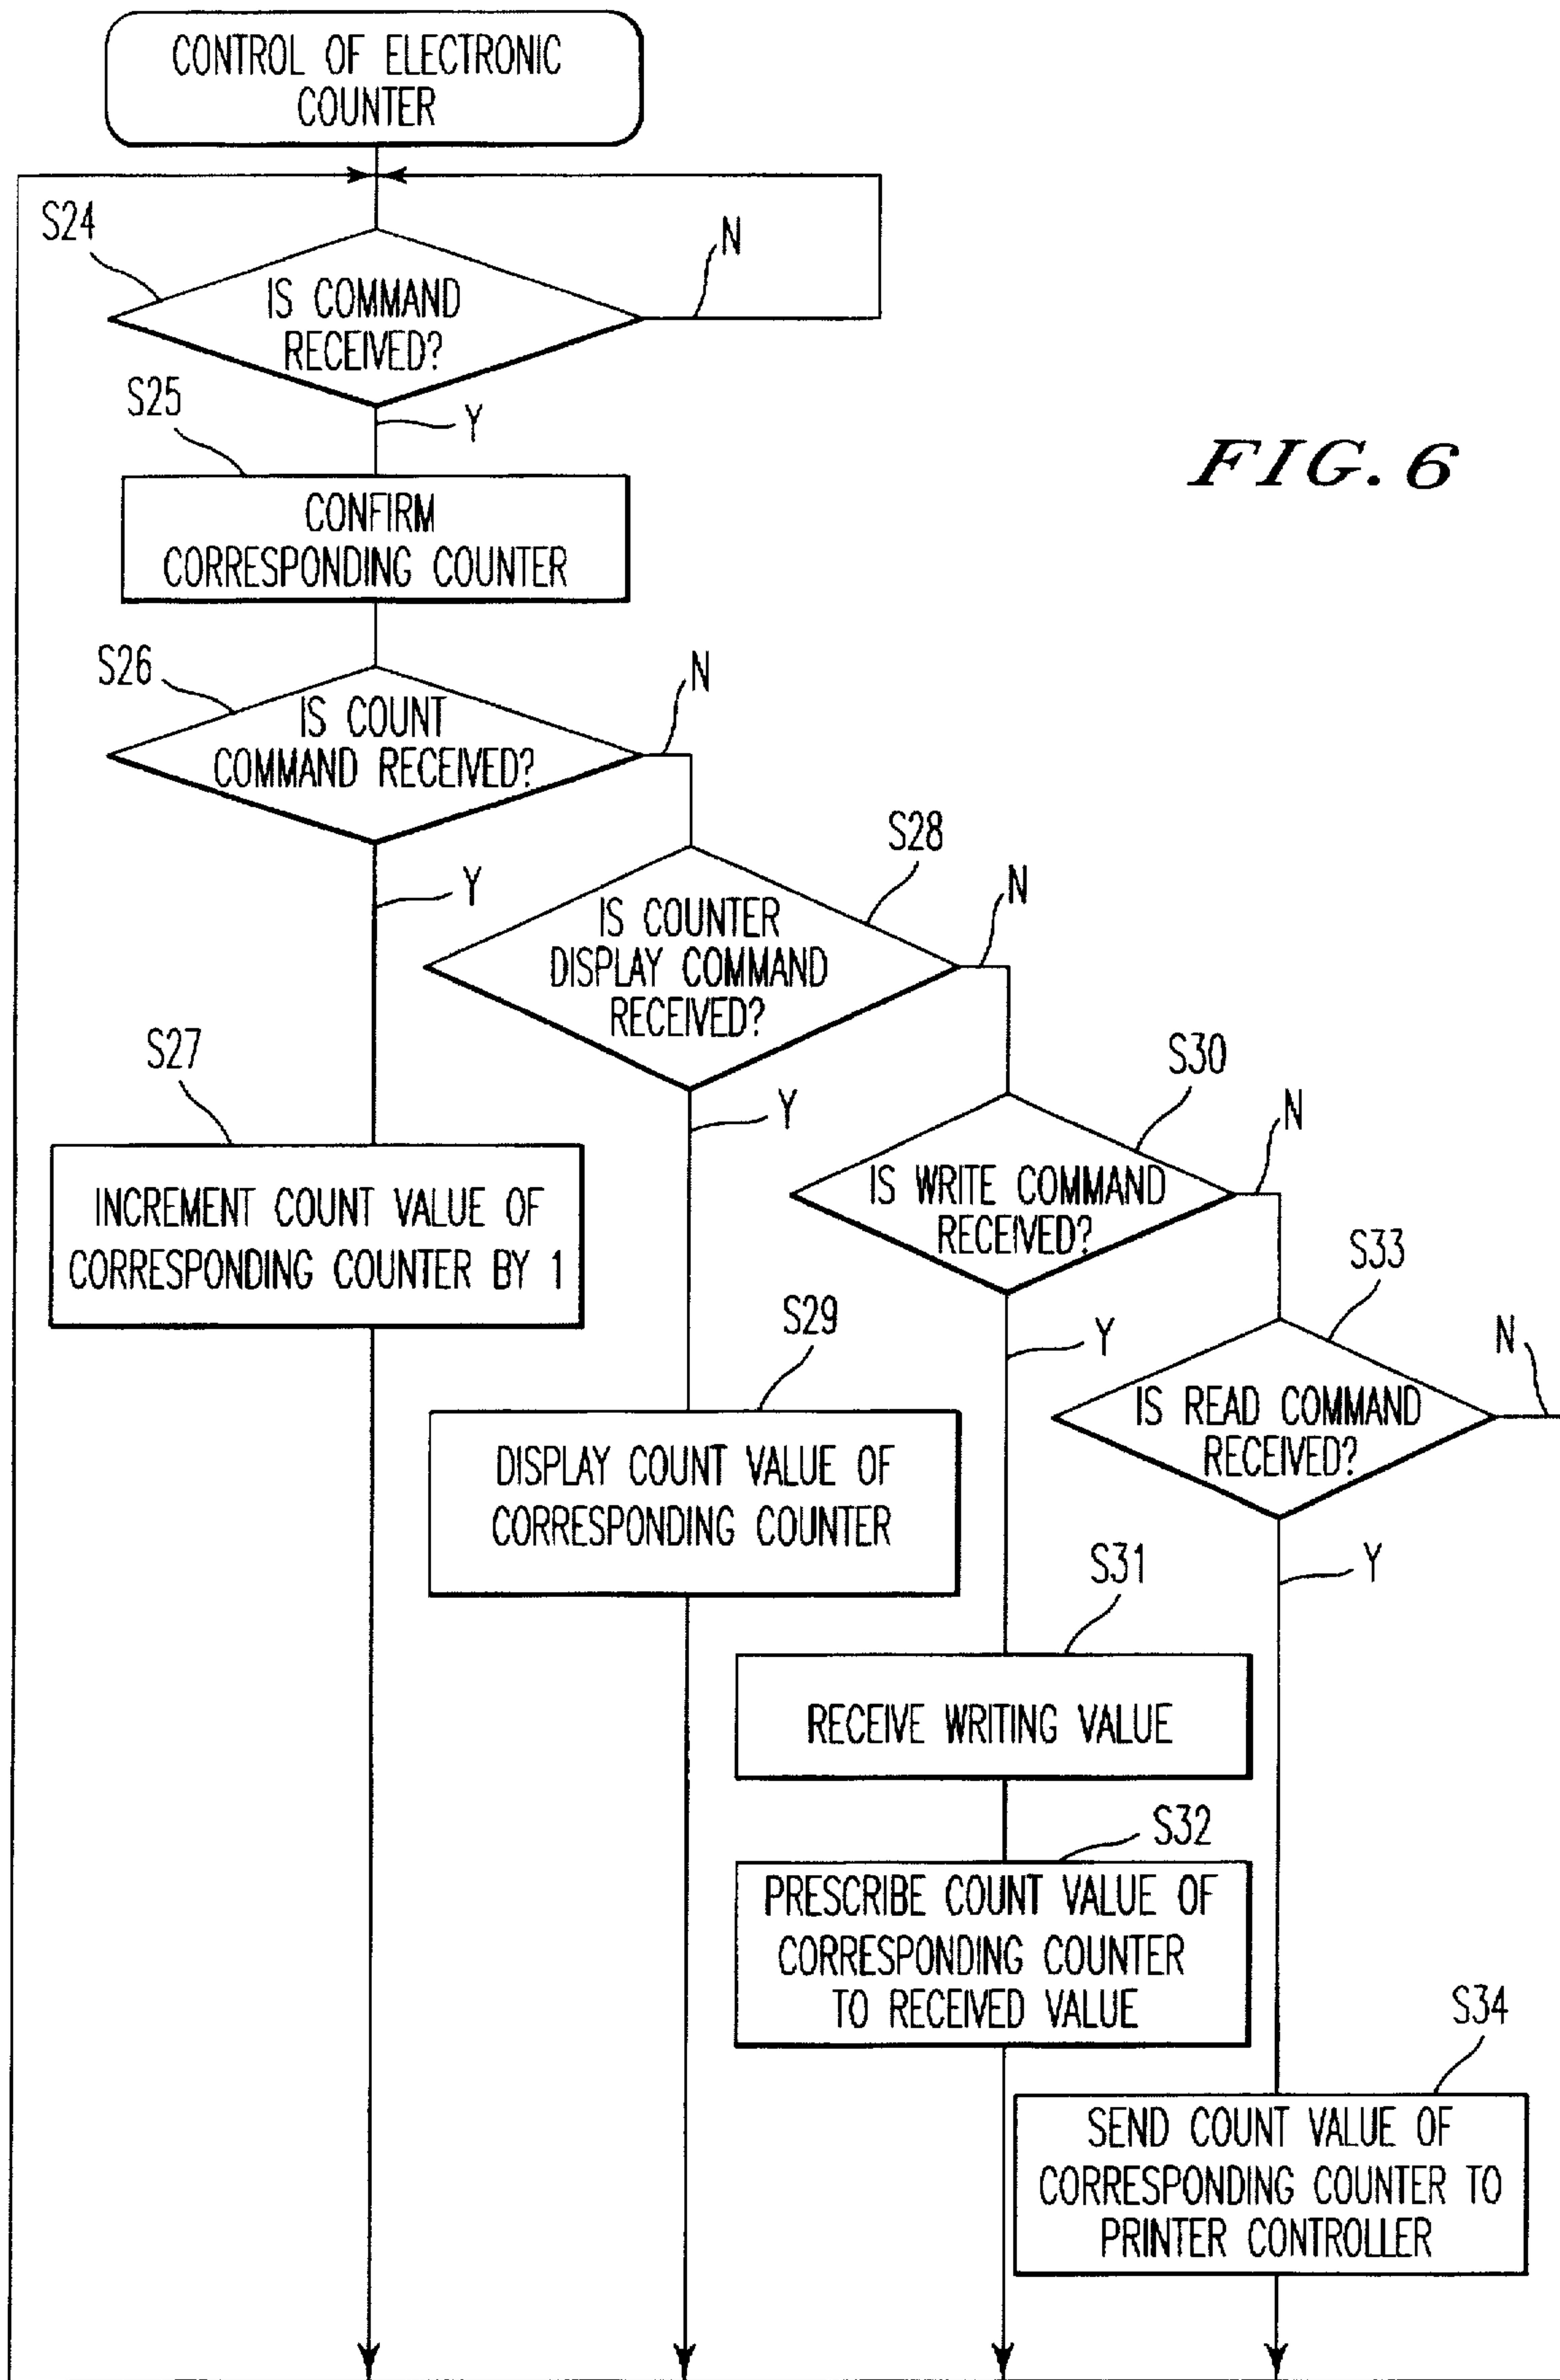 CONTROL OF ELECTRONIC
COUNTER
S24
N
IS COMMAND
RECEIVED?
S25
Y
FIG. 6
CONFIRM
CORRESPONDING COUNTER
S26
N
IS COUNT
COMMAND RECEIVED?
S28
Y
N
IS COUNTER
DISPLAY COMMAND
RECEIVED?
S27
S30
Y
N
IS WRITE COMMAND
RECEIVED?
INCREMENT COUNT VALUE OF
CORRESPONDING COUNTER BY 1
S33
S29
Y
N
IS READ COMMAND
RECEIVED?
DISPLAY COUNT VALUE OF
CORRESPONDING COUNTER
S31
Y
RECEIVE WRITING VALUE
S32
PRESCRIBE COUNT VALUE OF
CORRESPONDING COUNTER
TO RECEIVED VALUE
S34
SEND COUNT VALUE OF
CORRESPONDING COUNTER TO
PRINTER CONTROLLER